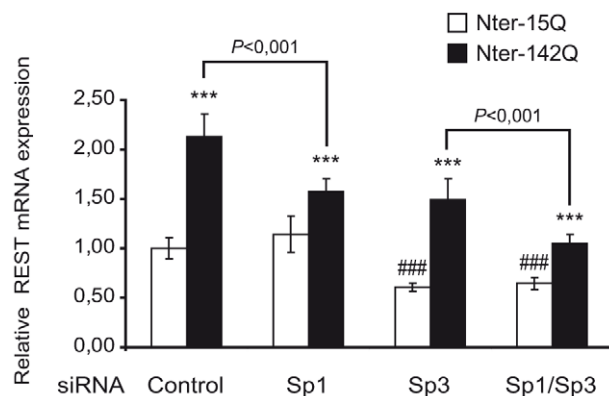 Nter-15Q
Nter-142Q
P<0,001
P<0,001
Relative REST mRNA expression
2,50
2,00
1,50
1,00
0,50
0,00
***
***
***
***
###
###
siRNA Control Sp1 Sp3 Sp1/Sp3